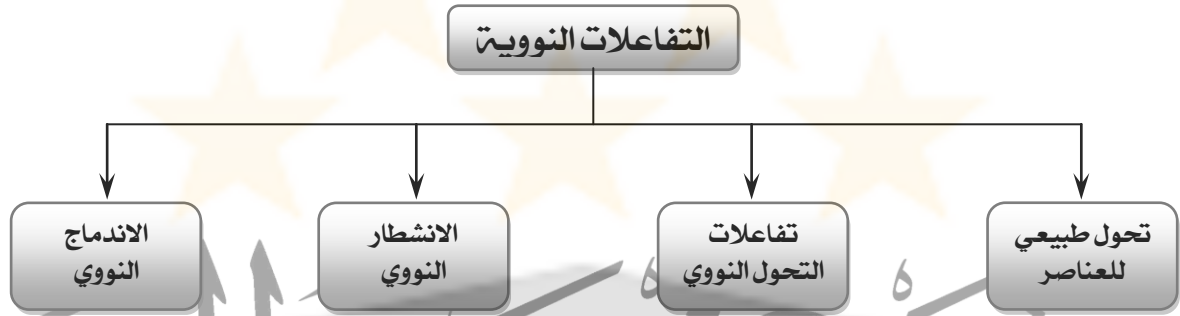 التفاعلات النووية
تحول طبيعي
للعناصر
تفاعلات
التحول النووي
الانشطار
النووي
الاندماج
النووي